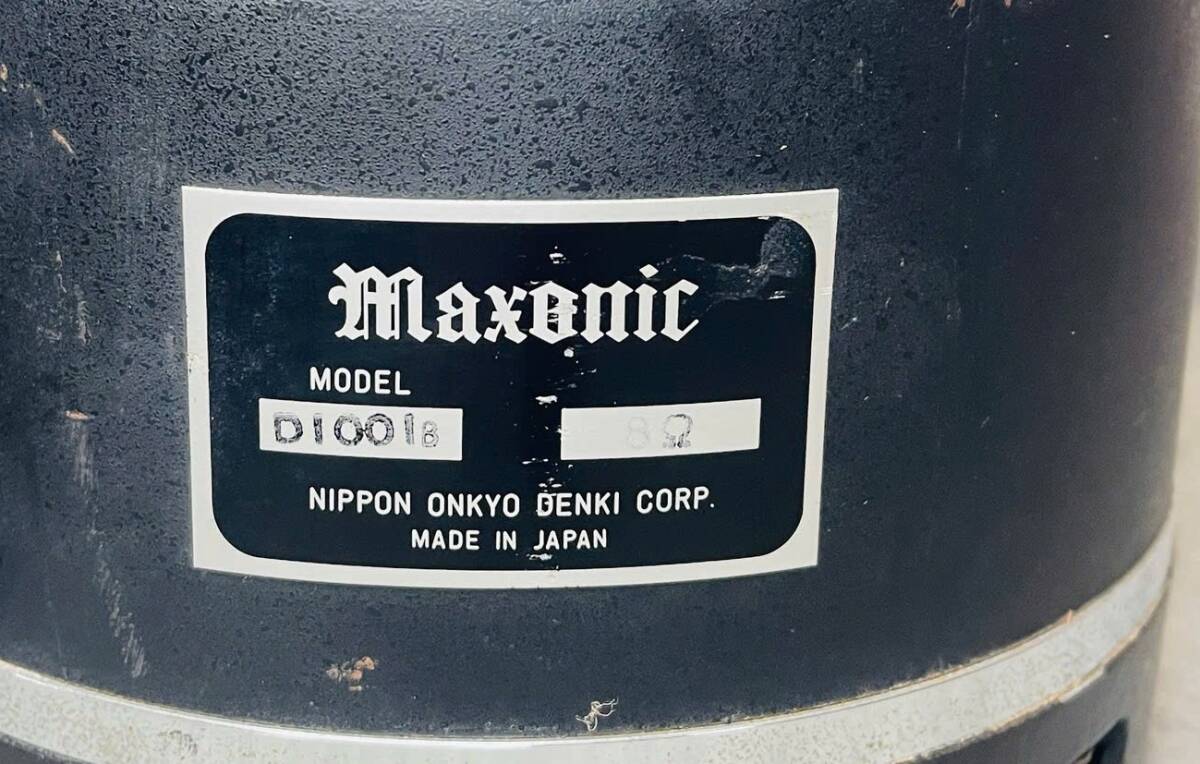 Maxonic
MODEL
D1001B 8Ω
NIPPON ONKYO DENKI CORP.
MADE IN JAPAN